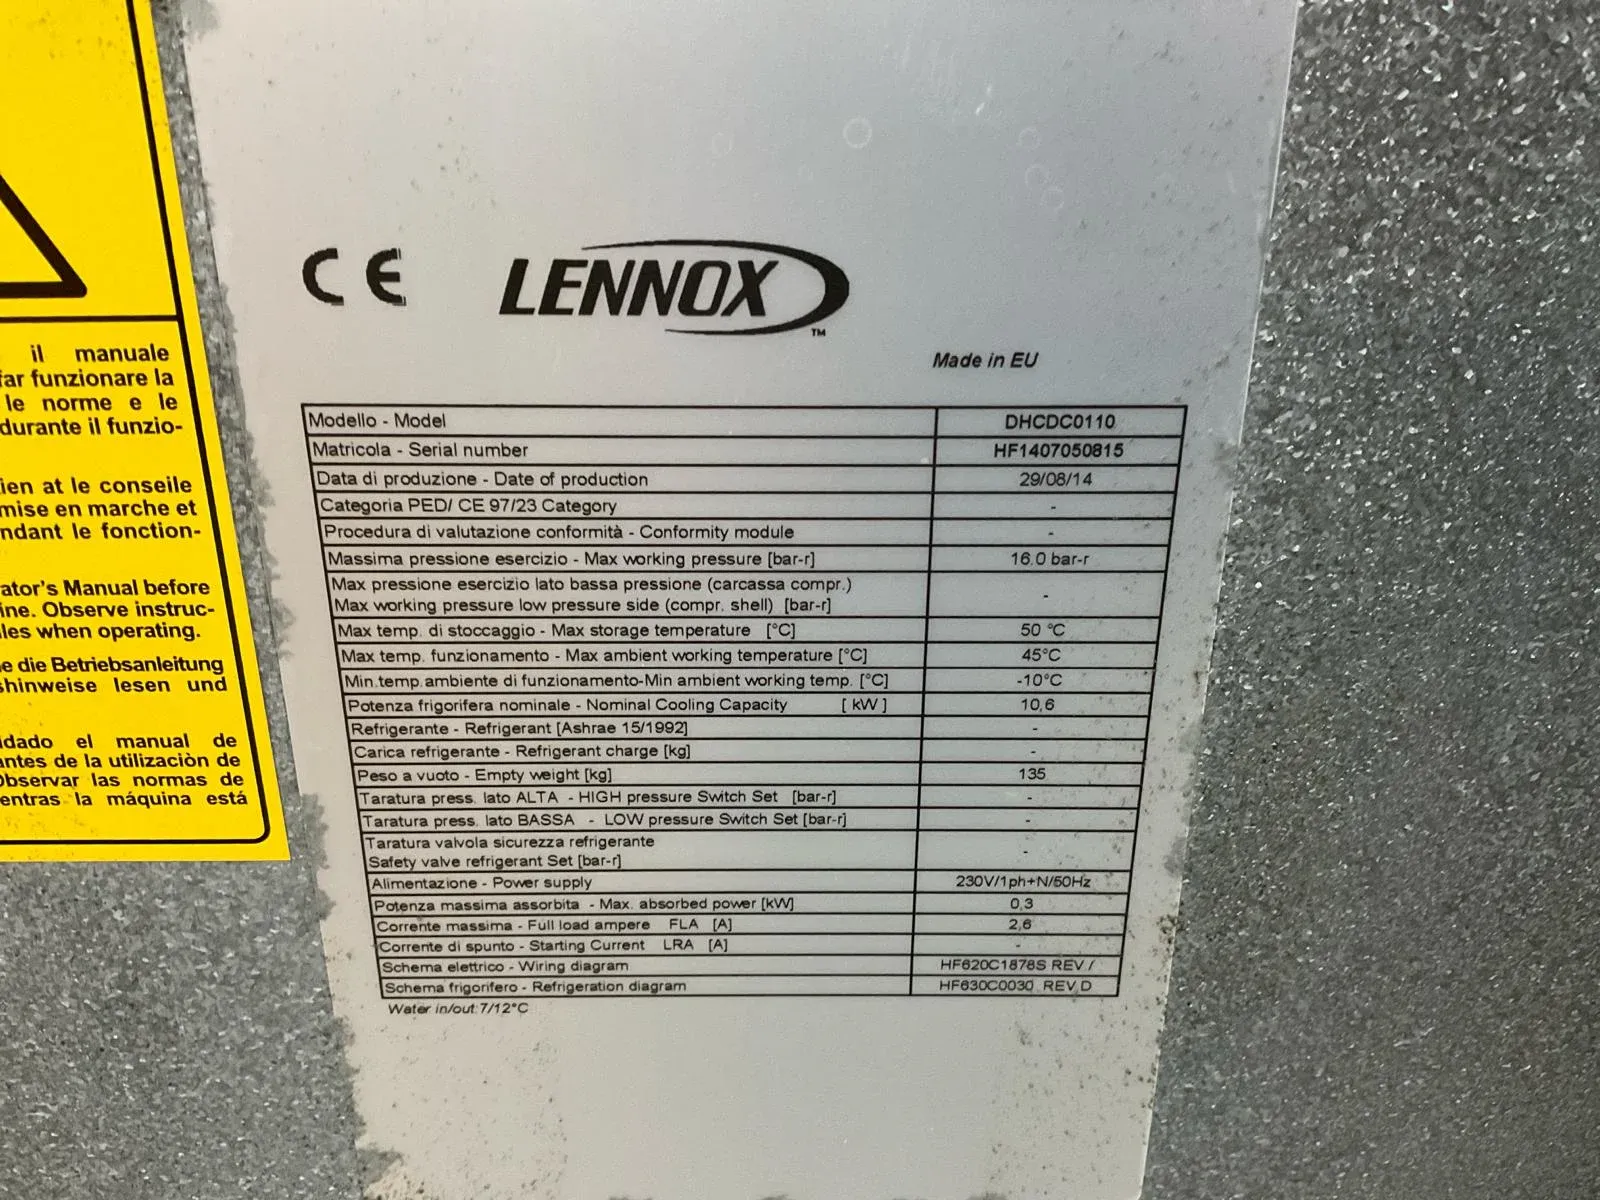 il manuale
far funzionare la
le norme e le
durante il funzio-
ien at le conseile
mise en marche et
ndant le fonction-
ator's Manual before
ine. Observe instruc-
les when operating.
e die Betriebsanleitung
shinweise lesen und
idado el manual de
antes de la utilizaciòn de
Observar las normas de
entras la máquina está
CE LENNOX TM
Made in EU
Modello - Model DHCDC0110
Matricola - Serial number HF1407050815
Data di produzione - Date of production 29/08/14
Categoria PED/ CE 97/23 Category -
Procedura di valutazione conformità - Conformity module -
Massima pressione esercizio - Max working pressure [bar-r] 16.0 bar-r
Max pressione esercizio lato bassa pressione (carcassa compr.)
Max working pressure low pressure side (compr. shell) [bar-r] -
Max temp. di stoccaggio - Max storage temperature [°C] 50 °C
Max temp. funzionamento - Max ambient working temperature [°C] 45°C
Min.temp.ambiente di funzionamento-Min ambient working temp. [°C] -10°C
Potenza frigorifera nominale - Nominal Cooling Capacity [ kW ] 10,6
Refrigerante - Refrigerant [Ashrae 15/1992] -
Carica refrigerante - Refrigerant charge [kg] -
Peso a vuoto - Empty weight [kg] 135
Taratura press. lato ALTA - HIGH pressure Switch Set [bar-r] -
Taratura press. lato BASSA - LOW pressure Switch Set [bar-r] -
Taratura valvola sicurezza refrigerante
Safety valve refrigerant Set [bar-r] -
Alimentazione - Power supply 230V/1ph+N/50Hz
Potenza massima assorbita - Max. absorbed power [kW] 0,3
Corrente massima - Full load ampere FLA [A] 2,6
Corrente di spunto - Starting Current LRA [A] -
Schema elettrico - Wiring diagram HF620C1878S REV /
Schema frigorifero - Refrigeration diagram HF630C0030 REV D
Water in/out:7/12°C